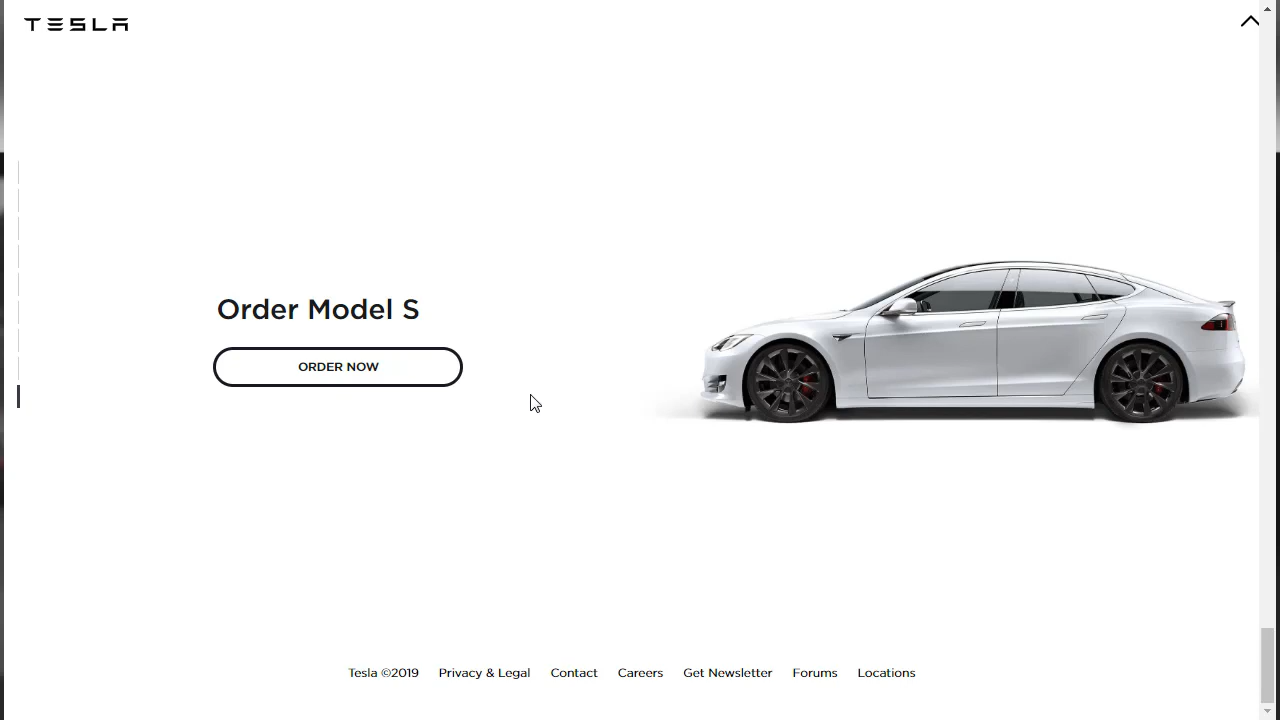 TESLA
Order Model S
ORDER NOW
Tesla ©2019 Privacy & Legal Contact Careers Get Newsletter Forums Locations